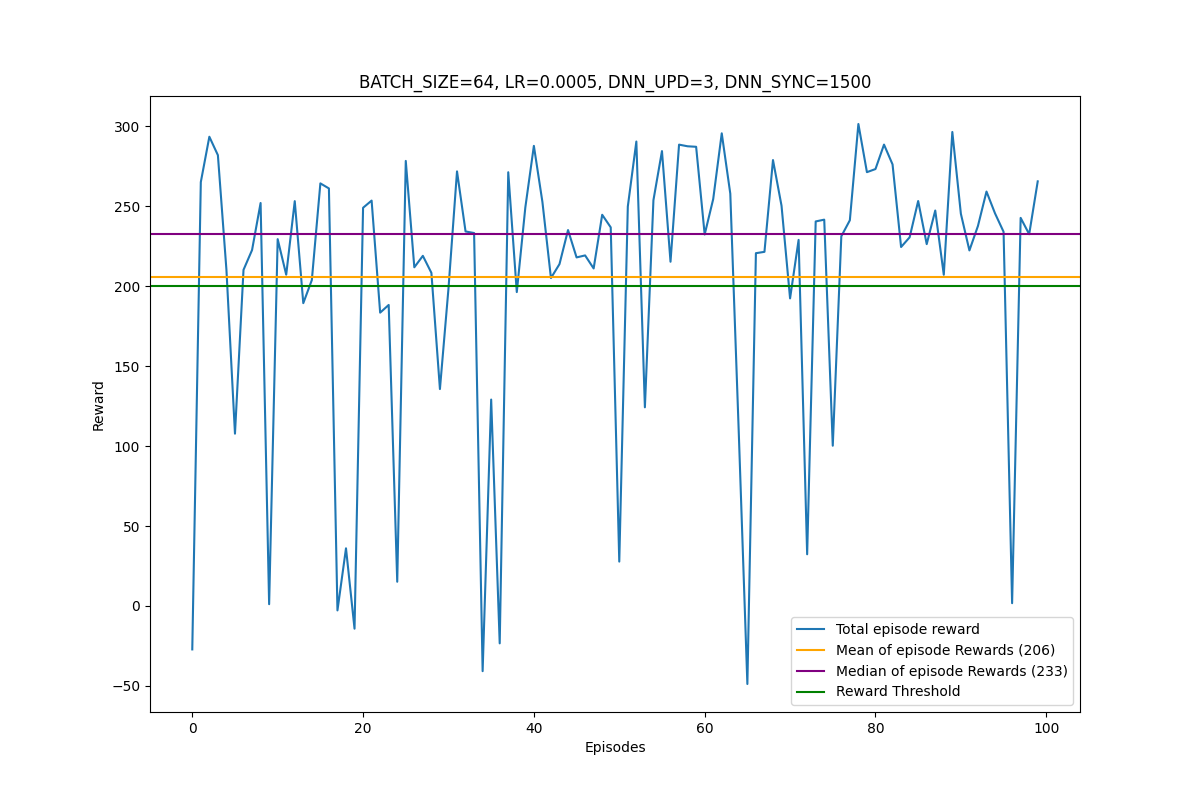 BATCH_SIZE=64, LR=0.0005, DNN_UPD=3, DNN_SYNC=1500
300
250
200
150
100
50
0
−50
Reward
0 20 40 60 80 100
Episodes
Total episode reward
Mean of episode Rewards (206)
Median of episode Rewards (233)
Reward Threshold